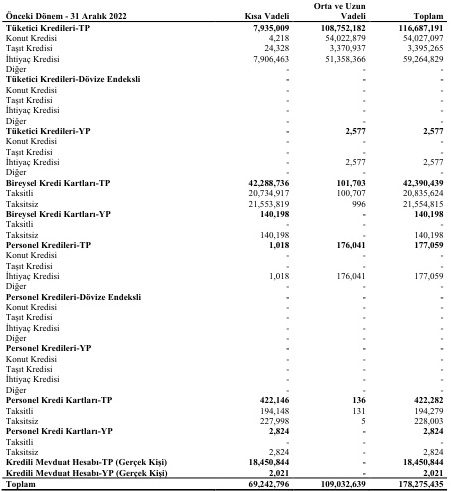 Orta ve Uzun
Önceki Dönem - 31 Aralık 2022 Kısa Vadeli Vadeli Toplam
Tüketici Kredileri-TP 7,935,009 108,752,182 116,687,191
Konut Kredisi 4,218 54,022,879 54,027,097
Taşıt Kredisi 24,328 3,370,937 3,395,265
İhtiyaç Kredisi 7,906,463 51,358,366 59,264,829
Diğer - - -
Tüketici Kredileri-Dövize Endeksli - - -
Konut Kredisi - - -
Taşıt Kredisi - - -
İhtiyaç Kredisi - - -
Diğer - - -
Tüketici Kredileri-YP - 2,577 2,577
Konut Kredisi - - -
Taşıt Kredisi - - -
İhtiyaç Kredisi - 2,577 2,577
Diğer - - -
Bireysel Kredi Kartları-TP 42,288,736 101,703 42,390,439
Taksitli 20,734,917 100,707 20,835,624
Taksitsiz 21,553,819 996 21,554,815
Bireysel Kredi Kartları-YP 140,198 - 140,198
Taksitli - - -
Taksitsiz 140,198 - 140,198
Personel Kredileri-TP 1,018 176,041 177,059
Konut Kredisi - - -
Taşıt Kredisi - - -
İhtiyaç Kredisi 1,018 176,041 177,059
Diğer - - -
Personel Kredileri-Dövize Endeksli - - -
Konut Kredisi - - -
Taşıt Kredisi - - -
İhtiyaç Kredisi - - -
Diğer - - -
Personel Kredileri-YP - - -
Konut Kredisi - - -
Taşıt Kredisi - - -
İhtiyaç Kredisi - - -
Diğer - - -
Personel Kredi Kartları-TP 422,146 136 422,282
Taksitli 194,148 131 194,279
Taksitsiz 227,998 5 228,003
Personel Kredi Kartları-YP 2,824 - 2,824
Taksitli - - -
Taksitsiz 2,824 - 2,824
Kredili Mevduat Hesabı-TP (Gerçek Kişi) 18,450,844 - 18,450,844
Kredili Mevduat Hesabı-YP (Gerçek Kişi) 2,021 - 2,021
Toplam 69,242,796 109,032,639 178,275,435